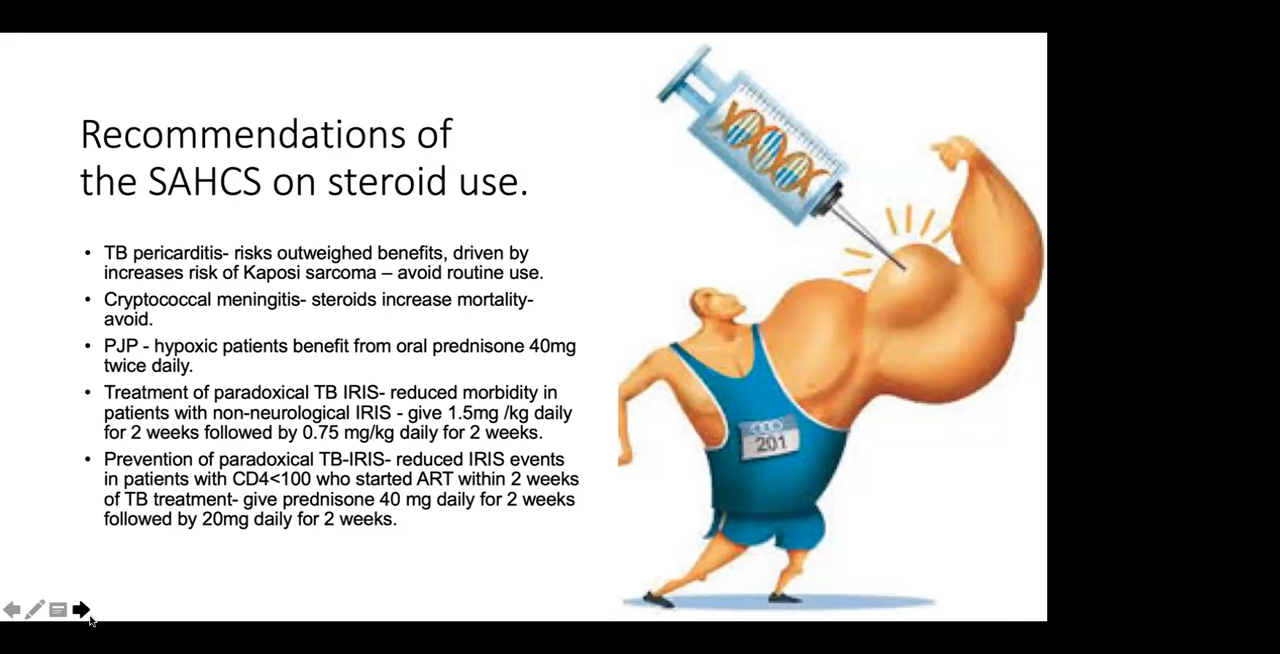 Recommendations of
the SAHCS on steroid use.
• TB pericarditis- risks outweighed benefits, driven by
increases risk of Kaposi sarcoma – avoid routine use.
• Cryptococcal meningitis- steroids increase mortality-
avoid.
• PJP - hypoxic patients benefit from oral prednisone 40mg
twice daily.
• Treatment of paradoxical TB IRIS- reduced morbidity in
patients with non-neurological IRIS - give 1.5mg /kg daily
for 2 weeks followed by 0.75 mg/kg daily for 2 weeks.
• Prevention of paradoxical TB-IRIS- reduced IRIS events
in patients with CD4<100 who started ART within 2 weeks
of TB treatment- give prednisone 40 mg daily for 2 weeks
followed by 20mg daily for 2 weeks.
201